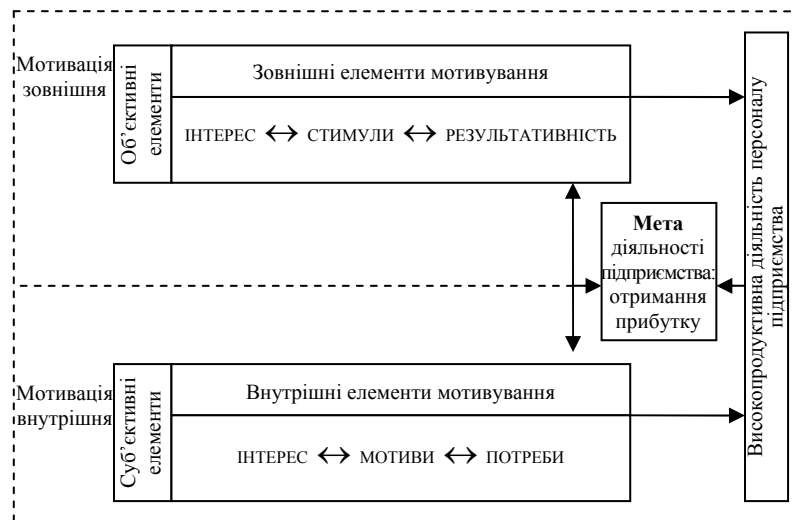 Мотивація
зовнішня
Об’єктивні
елементи
Зовнішні елементи мотивування
ІНТЕРЕС ↔ СТИМУЛИ ↔ РЕЗУЛЬТАТИВНІСТЬ
Мета
діяльності
підприємства:
отримання
прибутку
Високопродуктивна діяльність персоналу
підприємства
Мотивація
внутрішня
Суб’єктивні
елементи
Внутрішні елементи мотивування
ІНТЕРЕС ↔ МОТИВИ ↔ ПОТРЕБИ